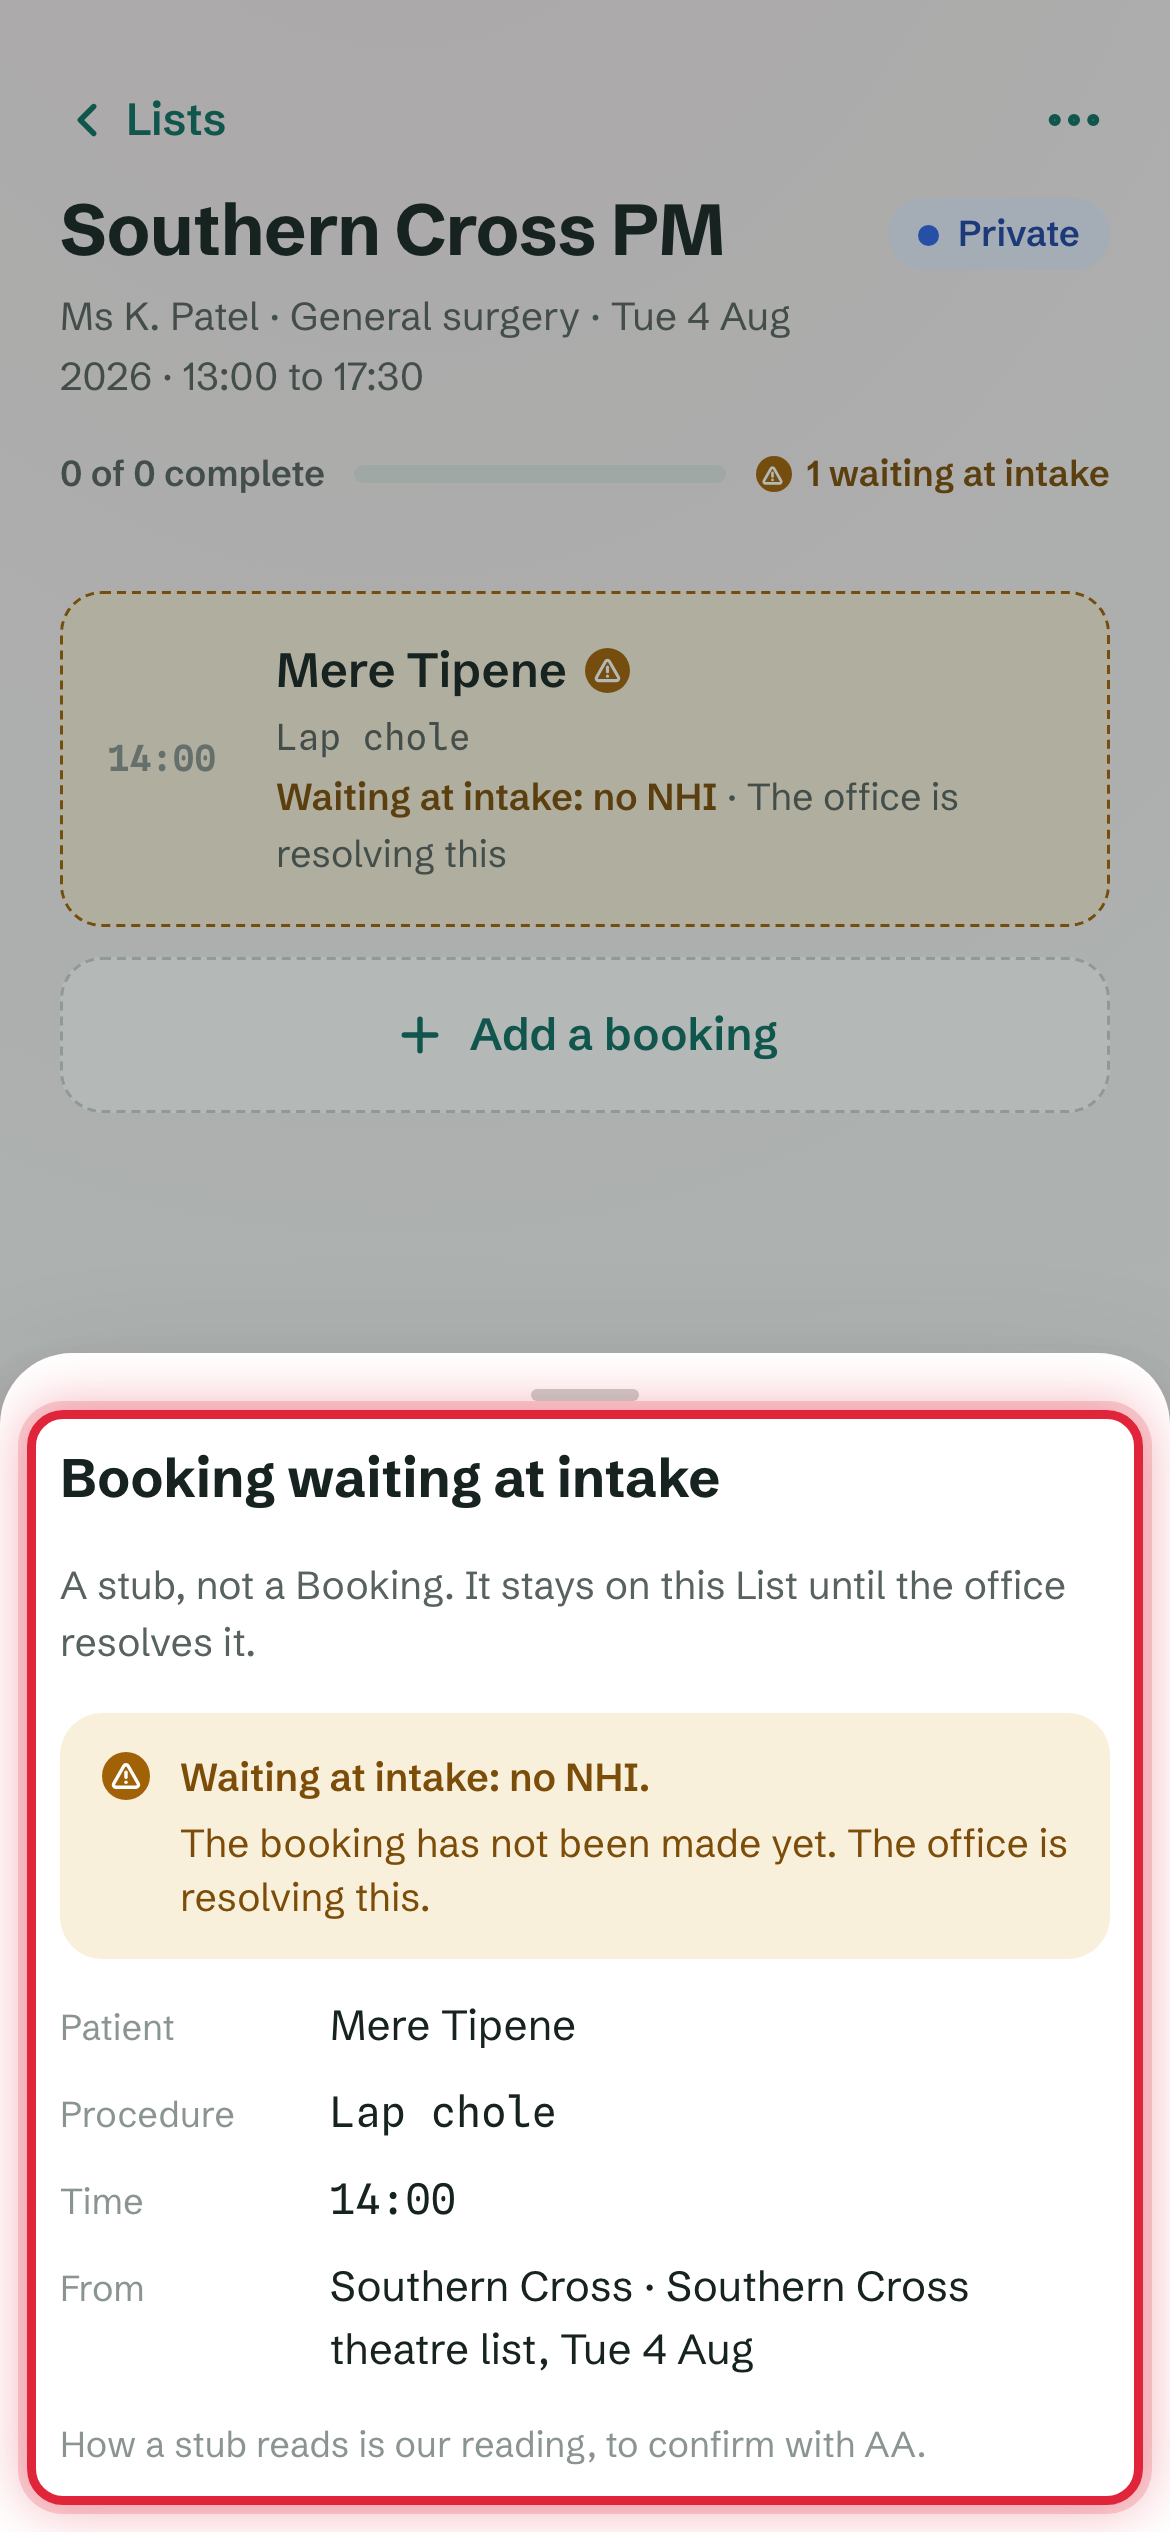 Lists
Southern Cross PM
Private
Ms K. Patel · General surgery · Tue 4 Aug
2026 · 13:00 to 17:30
0 of 0 complete
1 waiting at intake
Mere Tipene
Lap chole
14:00
Waiting at intake: no NHI · The office is
resolving this
Add a booking
Booking waiting at intake
A stub, not a Booking. It stays on this List until the office
resolves it.
Waiting at intake: no NHI.
The booking has not been made yet. The office is
resolving this.
Patient Mere Tipene
Procedure Lap chole
Time 14:00
From Southern Cross · Southern Cross
theatre list, Tue 4 Aug
How a stub reads is our reading, to confirm with AA.